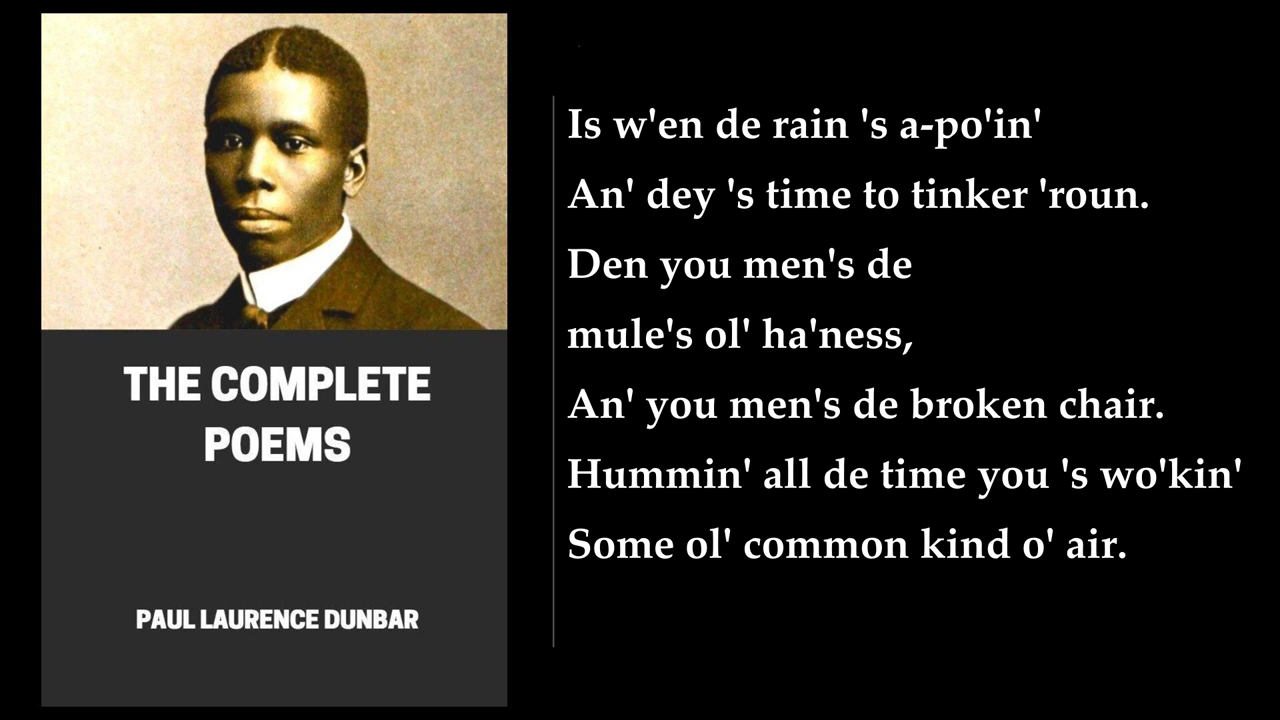 THE COMPLETE
POEMS
PAUL LAURENCE DUNBAR
Is w'en de rain 's a-po'in'
An' dey 's time to tinker 'roun.
Den you men's de
mule's ol' ha'ness,
An' you men's de broken chair.
Hummin' all de time you 's wo'kin'
Some ol' common kind o' air.